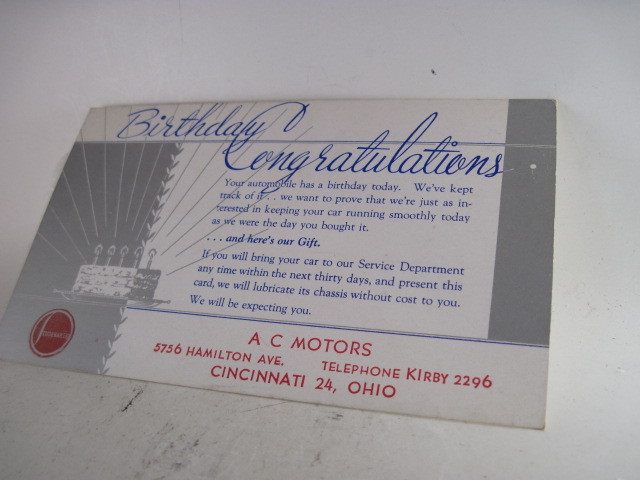 Birthday
Congratulations
Your automobile has a birthday today. We've kept
track of it . . we want to prove that we're just as in-
terested in keeping your car running smoothly today
as we were the day you bought it.
. . . and here's our Gift.
If you will bring your car to our Service Department
any time within the next thirty days, and present this
card, we will lubricate its chassis without cost to you.
We will be expecting you.
A C MOTORS
5756 HAMILTON AVE. TELEPHONE KIRBY 2296
CINCINNATI 24, OHIO